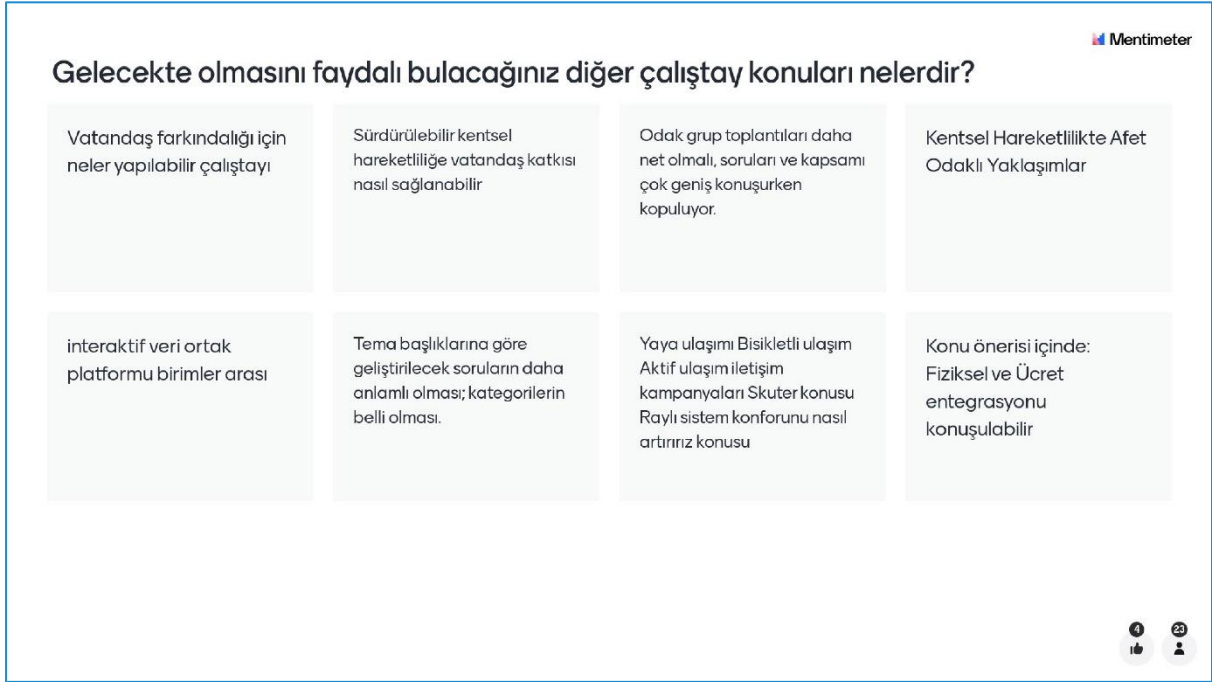 Mentimeter
Gelecekte olmasını faydalı bulacağınız diğer çalıştay konuları nelerdir?
Vatandaş farkındalığı için
neler yapılabilir çalıştayı
Sürdürülebilir kentsel
hareketliliğe vatandaş katkısı
nasıl sağlanabilir
Odak grup toplantıları daha
net olmalı, soruları ve kapsamı
çok geniş konuşurken
kopuluyor.
Kentsel Hareketlilikte Afet
Odaklı Yaklaşımlar
interaktif veri ortak
platformu birimler arası
Tema başlıklarına göre
geliştirilecek soruların daha
anlamlı olması; kategorilerin
belli olması.
Yaya ulaşımı Bisikletli ulaşım
Aktif ulaşım iletişim
kampanyaları Skuter konusu
Raylı sistem konforunu nasıl
artırırız konusu
Konu önerisi içinde:
Fiziksel ve Ücret
entegrasyonu
konuşulabilir
4
23